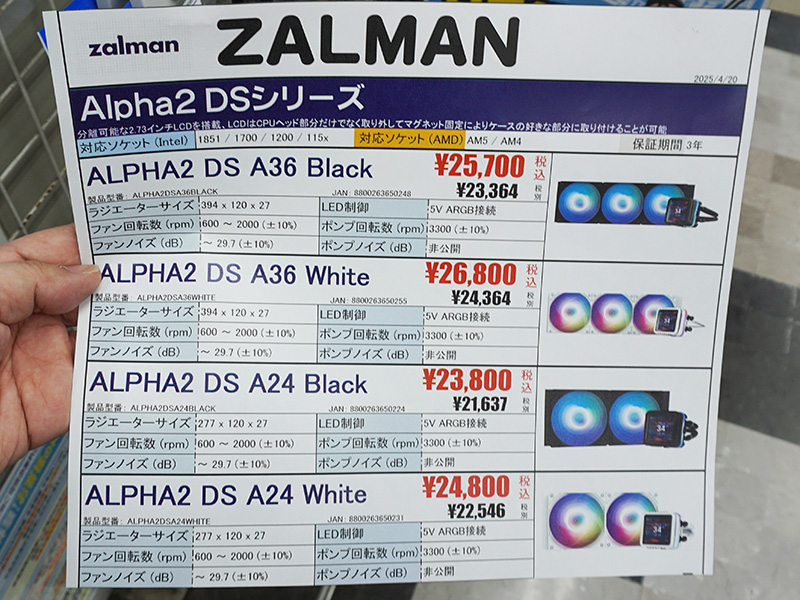 zalman ZALMAN
2025/4/20
Alpha2 DSシリーズ
分離可能な2.73インチLCDを搭載、LCDはCPUヘッド部分だけでなく取り外してマグネット固定によりケースの好きな部分に取り付けることが可能
対応ソケット (Intel) 1851 / 1700 / 1200 / 115x 対応ソケット (AMD) AM5 / AM4 保証期間 3年
ALPHA2 DS A36 Black ¥25,700 税込
¥23,364 税別
製品型番: ALPHA2DSA36BLACK JAN: 8800263650248
ラジエーターサイズ 394 x 120 x 27 LED制御 5V ARGB接続
ファン回転数 (rpm) 600 ～ 2000 (±10%) ポンプ回転数 (rpm) 3300 (±10%)
ファンノイズ (dB) ～ 29.7 (±10%) ポンプノイズ (dB) 非公開
ALPHA2 DS A36 White ¥26,800 税込
¥24,364 税別
製品型番: ALPHA2DSA36WHITE JAN: 8800263650255
ラジエーターサイズ 394 x 120 x 27 LED制御 5V ARGB接続
ファン回転数 (rpm) 600 ～ 2000 (±10%) ポンプ回転数 (rpm) 3300 (±10%)
ファンノイズ (dB) ～ 29.7 (±10%) ポンプノイズ (dB) 非公開
ALPHA2 DS A24 Black ¥23,800 税込
¥21,637 税別
製品型番: ALPHA2DSA24BLACK JAN: 8800263650224
ラジエーターサイズ 277 x 120 x 27 LED制御 5V ARGB接続
ファン回転数 (rpm) 600 ～ 2000 (±10%) ポンプ回転数 (rpm) 3300 (±10%)
ファンノイズ (dB) ～ 29.7 (±10%) ポンプノイズ (dB) 非公開
34
ALPHA2 DS A24 White ¥24,800 税込
¥22,546 税別
製品型番: ALPHA2DSA24WHITE JAN: 8800263650231
ラジエーターサイズ 277 x 120 x 27 LED制御 5V ARGB接続
ファン回転数 (rpm) 600 ～ 2000 (±10%) ポンプ回転数 (rpm) 3300 (±10%)
ファンノイズ (dB) ～ 29.7 (±10%) ポンプノイズ (dB) 非公開
34